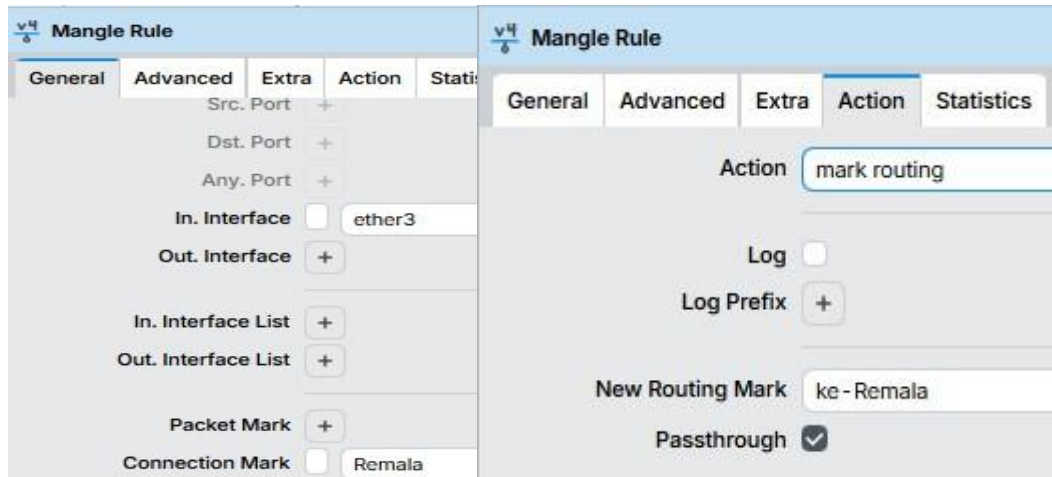 Mangle Rule
General Advanced Extra Action Statis
Src. Port +
Dst. Port +
Any. Port +
In. Interface ether3
Out. Interface +
In. Interface List +
Out. Interface List +
Packet Mark +
Connection Mark Remala
Mangle Rule
General Advanced Extra Action Statistics
Action mark routing
Log
Log Prefix +
New Routing Mark ke-Remala
Passthrough